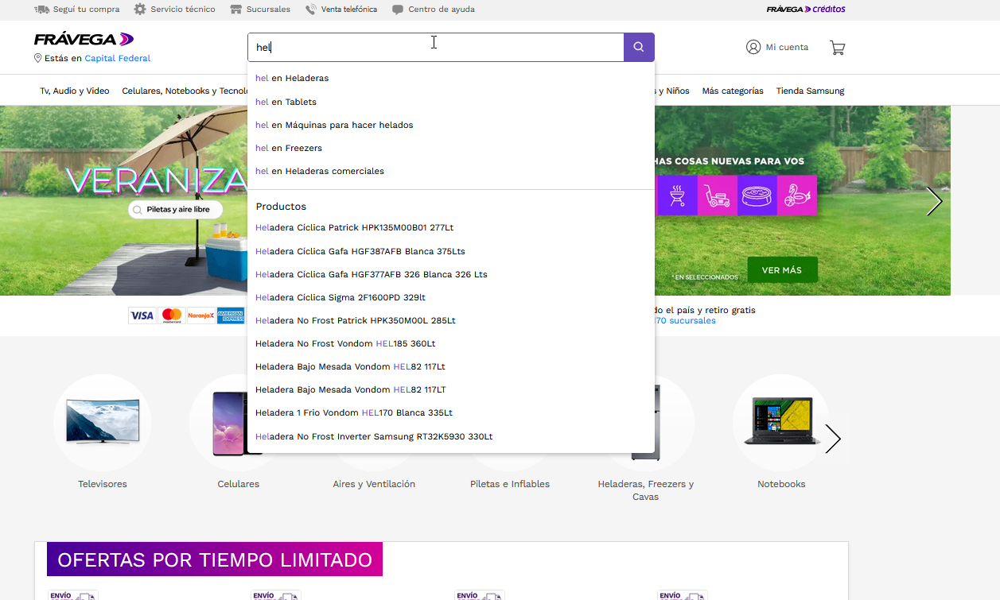 Seguí tu compra
Servicio técnico
Sucursales
Venta telefónica
Centro de ayuda
FRÁVEGA créditos
FRÁVEGA
hel
Mi cuenta
Estás en Capital Federal
Tv, Audio y Video
Celulares, Notebooks y Tecnol
y Niños
Más categorías
Tienda Samsung
hel en Heladeras
hel en Tablets
hel en Máquinas para hacer helados
hel en Freezers
hel en Heladeras comerciales
Productos
Heladera Cíclica Patrick HPK135M00B01 277Lt
Heladera Cíclica Gafa HGF387AFB Blanca 375Lts
Heladera Cíclica Gafa HGF377AFB 326 Blanca 326 Lts
Heladera Cíclica Sigma 2F1600PD 329lt
Heladera No Frost Patrick HPK350M00L 285Lt
Heladera No Frost Vondom HEL185 360Lt
Heladera Bajo Mesada Vondom HEL82 117Lt
Heladera Bajo Mesada Vondom HEL82 117LT
Heladera 1 Frio Vondom HEL170 Blanca 335Lt
Heladera No Frost Inverter Samsung RT32K5930 330Lt
VERANIZA
Piletas y aire libre
HAS COSAS NUEVAS PARA VOS
VER MÁS
*EN SELECCIONADOS
VISA
mastercard
NaranjaX
AMERICAN EXPRESS
do el país y retiro gratis
70 sucursales
Televisores
Celulares
Aires y Ventilación
Piletas e Inflables
Heladeras, Freezers y
Cavas
Notebooks
OFERTAS POR TIEMPO LIMITADO
ENVÍO
ENVÍO
ENVÍO
ENVÍO